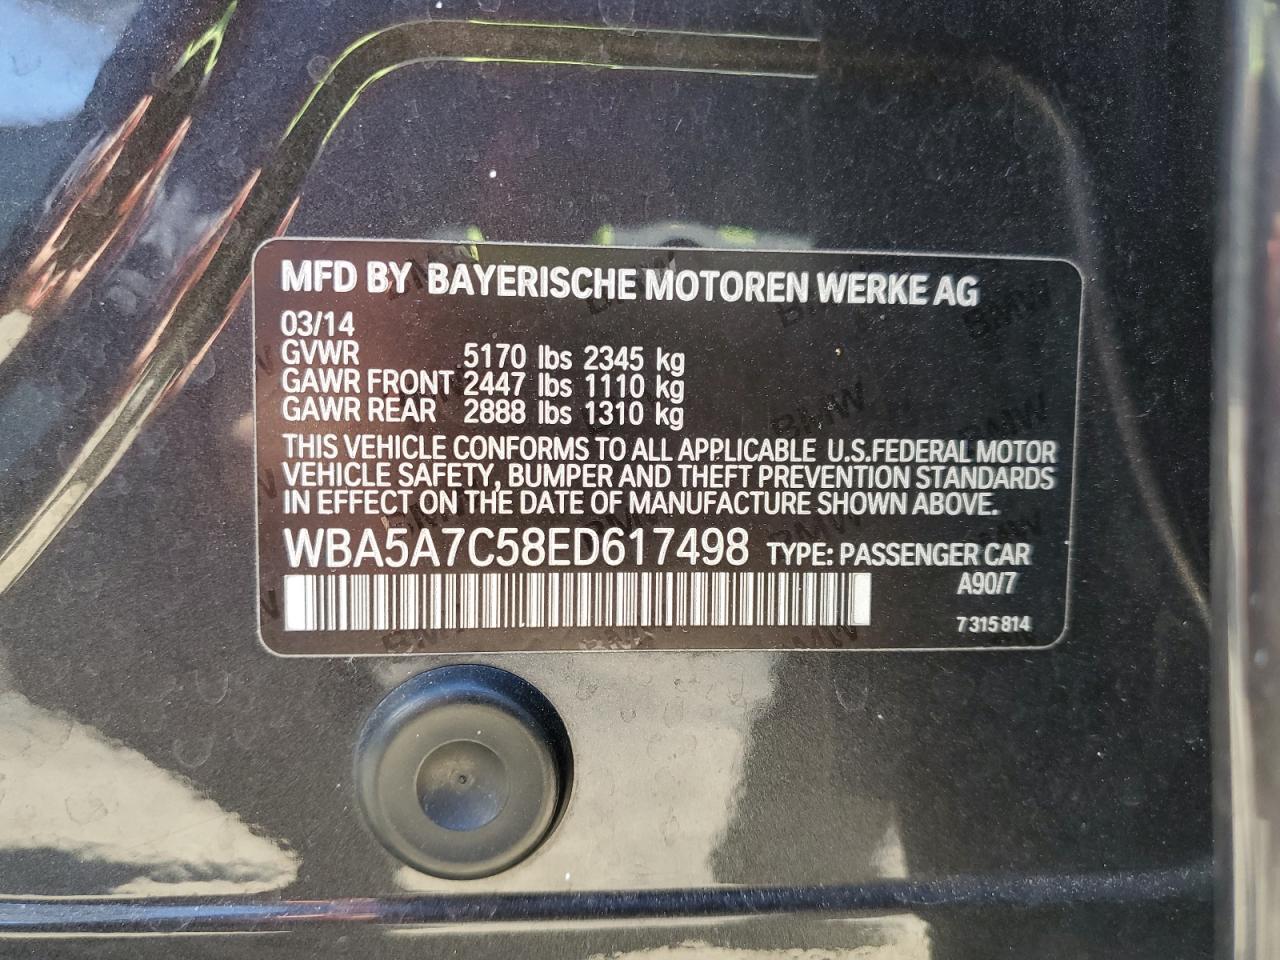 MFD BY BAYERISCHE MOTOREN WERKE AG
03/14
GVWR 5170 lbs 2345 kg
GAWR FRONT 2447 lbs 1110 kg
GAWR REAR 2888 lbs 1310 kg
THIS VEHICLE CONFORMS TO ALL APPLICABLE U.S.FEDERAL MOTOR
VEHICLE SAFETY, BUMPER AND THEFT PREVENTION STANDARDS
IN EFFECT ON THE DATE OF MANUFACTURE SHOWN ABOVE.
WBA5A7C58ED617498 TYPE: PASSENGER CAR
A90/7
7 315 814